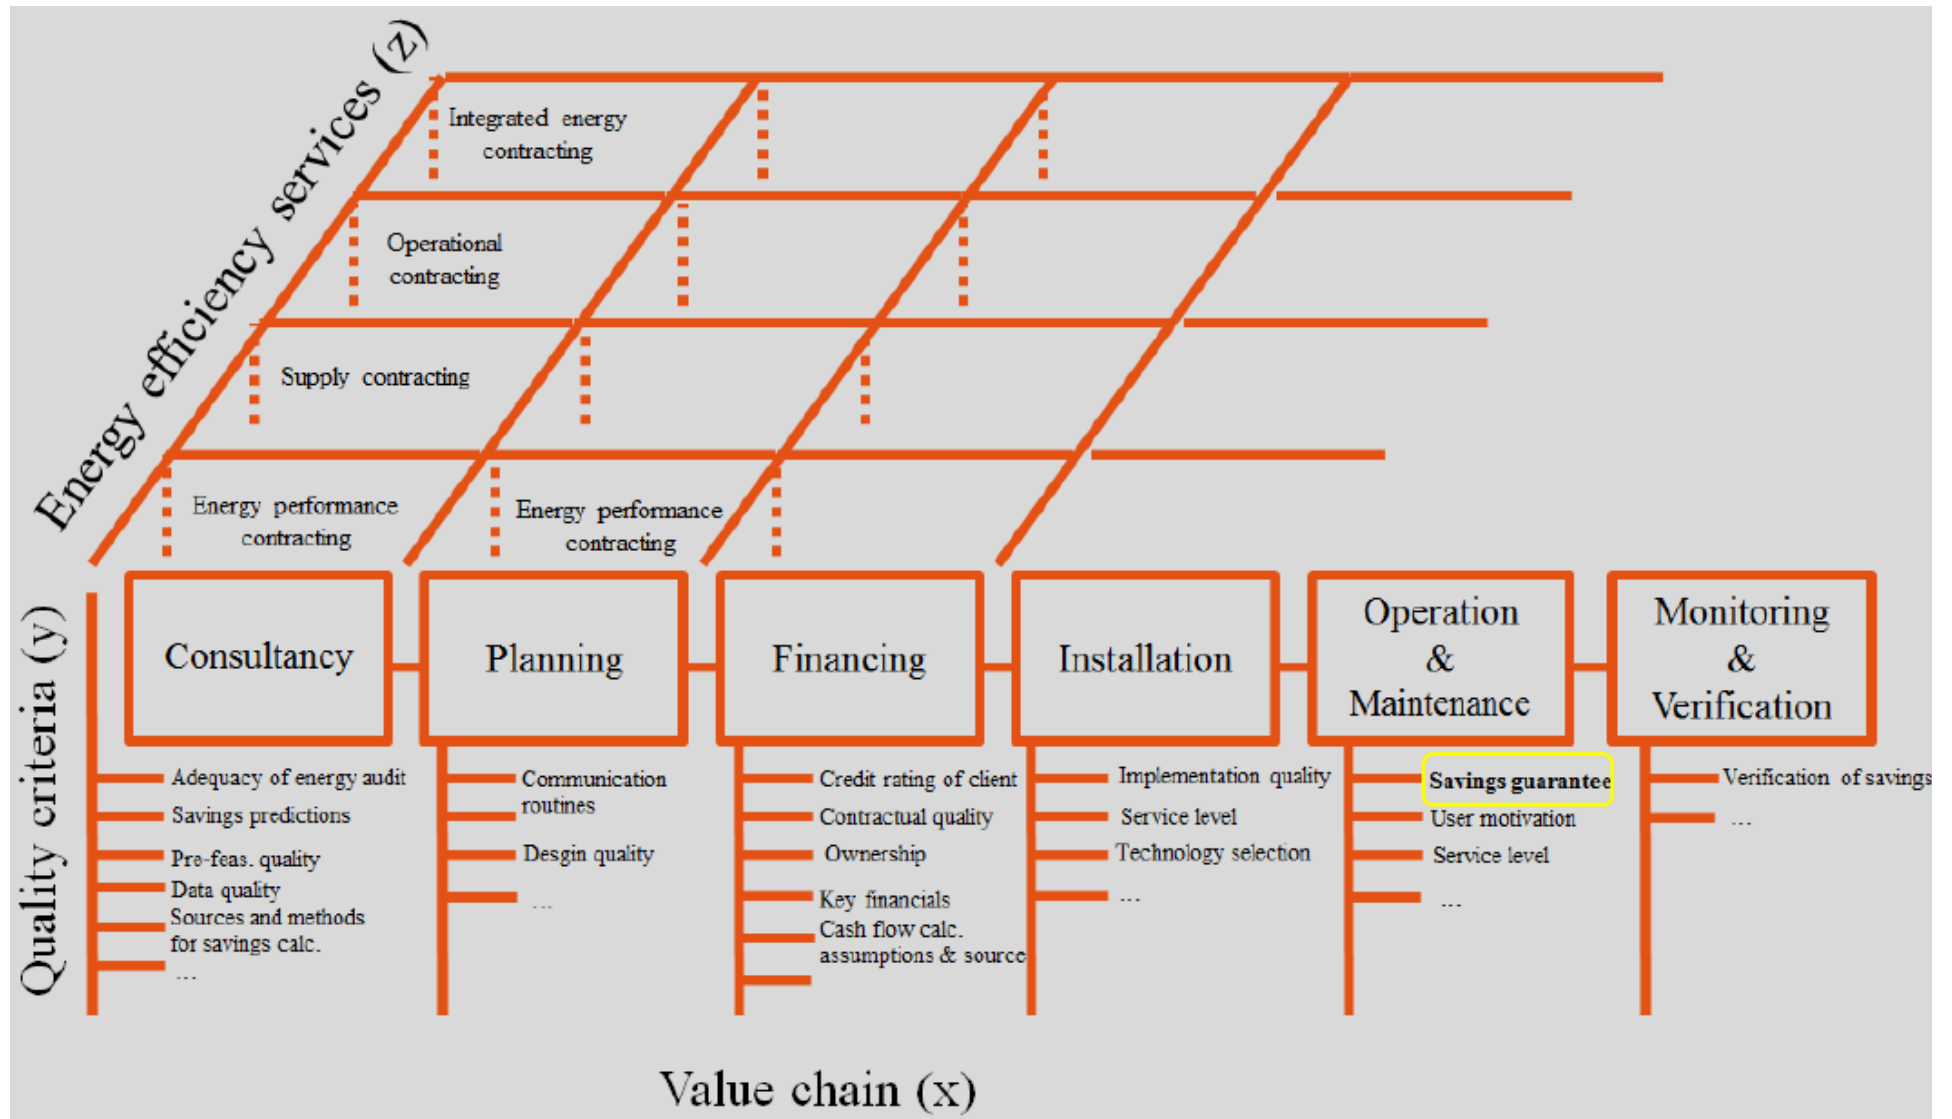 Energy efficiency services (z)
Integrated energy
contracting
Operational
contracting
Supply contracting
Energy performance
contracting
Energy performance
contracting
Quality criteria (y)
Consultancy
Planning
Financing
Installation
Operation
&
Maintenance
Monitoring
&
Verification
Adequacy of energy audit
Savings predictions
Pre-feas. quality
Data quality
Sources and methods
for savings calc.
...
Communication
routines
Desgin quality
...
Credit rating of client
Contractual quality
Ownership
Key financials
Cash flow calc.
assumptions & source
Implementation quality
Service level
Technology selection
...
Savings guarantee
User motivation
Service level
...
Verification of savings
...
Value chain (x)